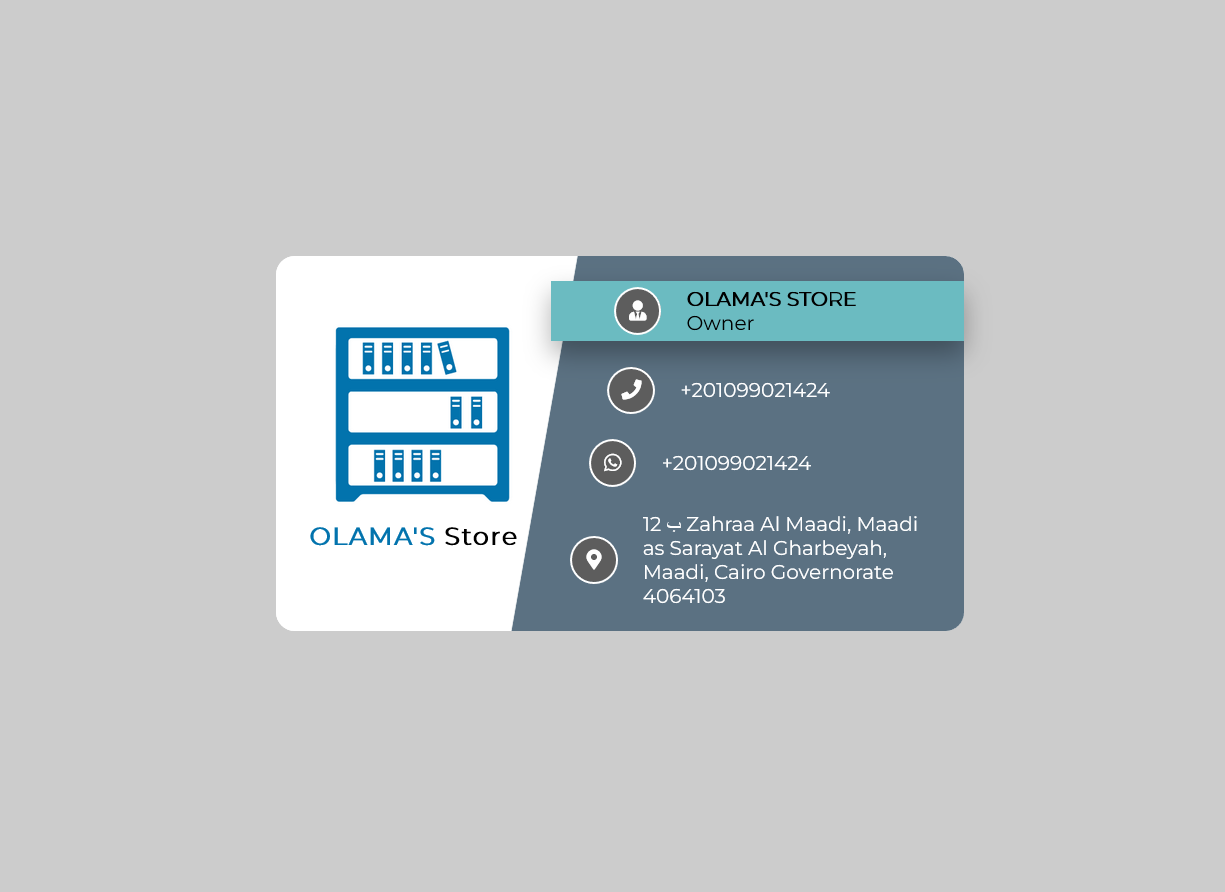 OLAMA'S STORE
Owner
+201099021424
+201099021424
12 ب Zahraa Al Maadi, Maadi
as Sarayat Al Gharbeyah,
Maadi, Cairo Governorate
4064103
OLAMA'S Store